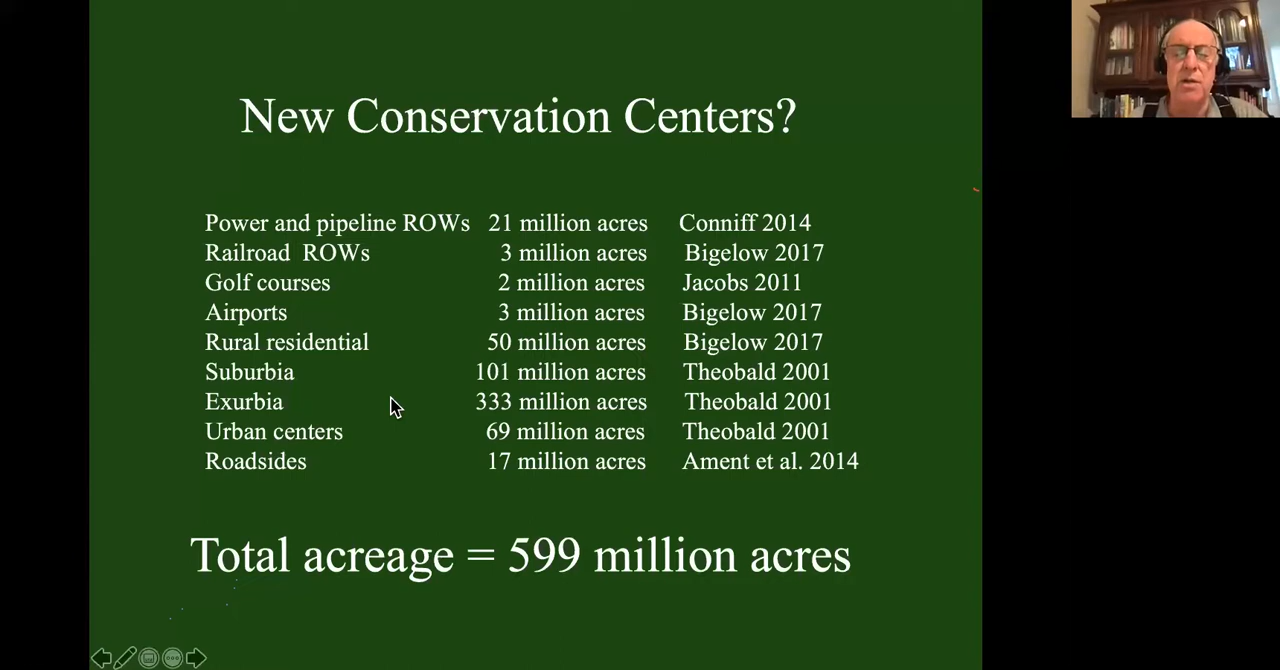 New Conservation Centers?
Power and pipeline ROWs 21 million acres Conniff 2014
Railroad ROWs 3 million acres Bigelow 2017
Golf courses 2 million acres Jacobs 2011
Airports 3 million acres Bigelow 2017
Rural residential 50 million acres Bigelow 2017
Suburbia 101 million acres Theobald 2001
Exurbia 333 million acres Theobald 2001
Urban centers 69 million acres Theobald 2001
Roadsides 17 million acres Ament et al. 2014
Total acreage = 599 million acres